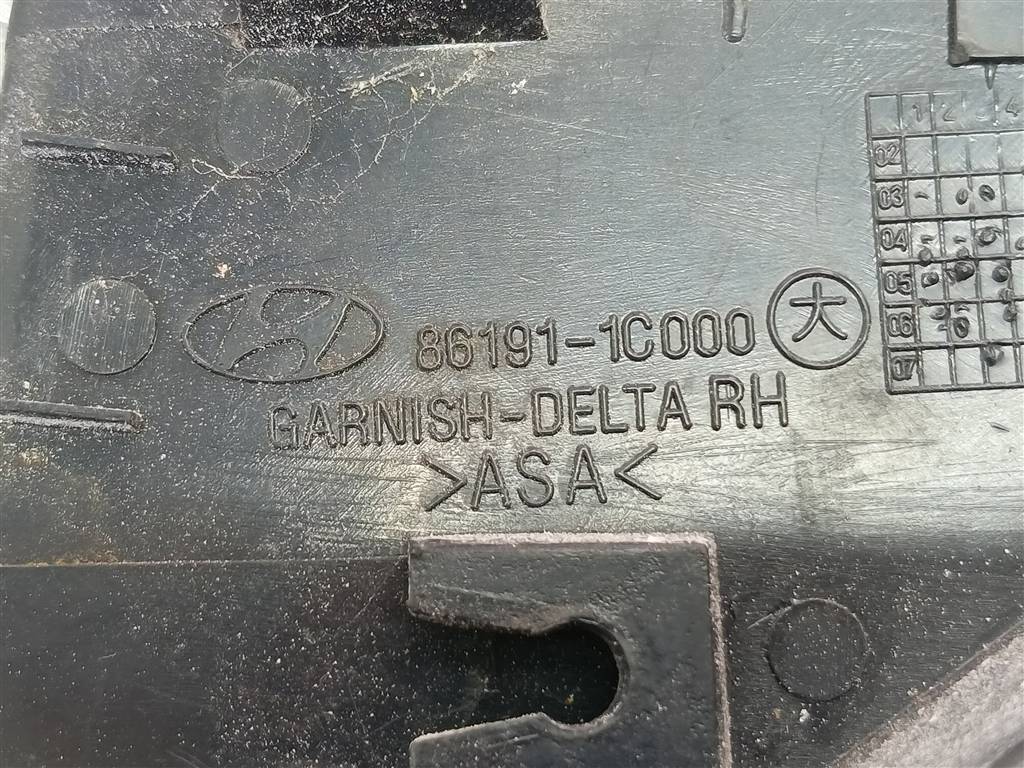 86191-1C000 大
GARNISH-DELTA RH
>ASA<
1 2 3 4
02
03
04
05
06
07